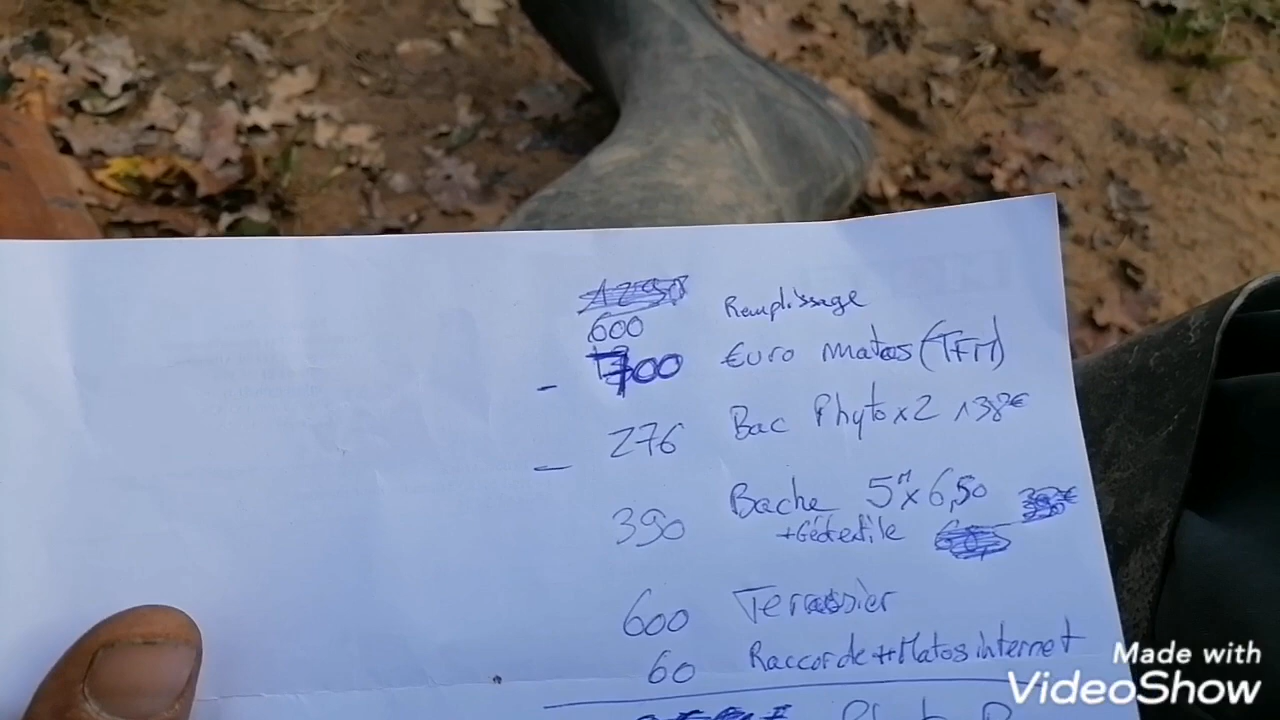 600 Remplissage
700 Euro Matos (TFM)
- 276 Bac Phyto x2 138€
- 390 Bache 5M x 6,50
+ Géotextile
600 Terrassier
60 Raccorde + Matos internet
Made with
VideoShow